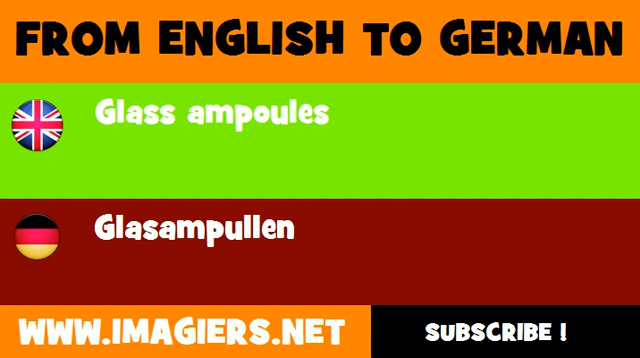 FROM ENGLISH TO GERMAN
Glass ampoules
Glasampullen
WWW.IMAGIERS.NET
SUBSCRIBE !